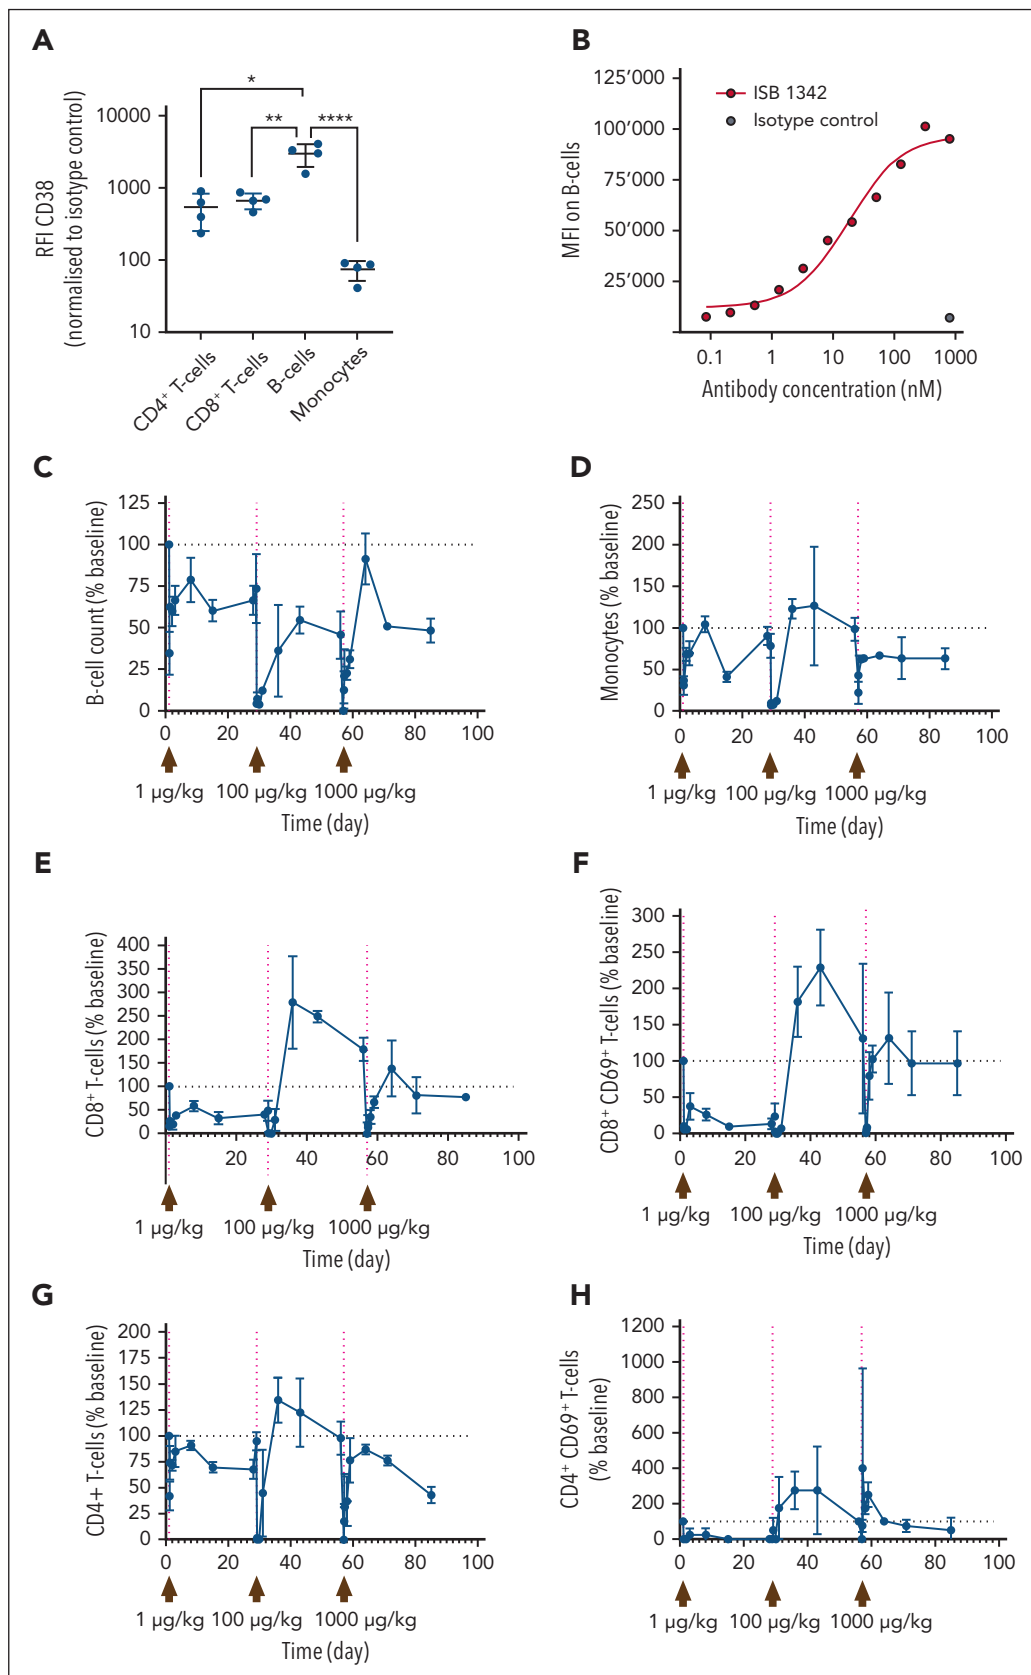 A
RFI CD38
(normalised to isotype control)
10000
1000
100
10
*
**
****
CD4+ T-cells
CD8+ T-cells
B-cells
Monocytes
B
MFI on B-cells
125’000
100’000
75’000
50’000
25’000
ISB 1342
Isotype control
0.1 1 10 100 1000
Antibody concentration (nM)
C
B-cell count (% baseline)
125
100
75
50
25
0
0 20 40 60 80 100
1 µg/kg 100 µg/kg 1000 µg/kg
Time (day)
D
Monocytes (% baseline)
250
200
150
100
50
0
0 20 40 60 80 100
1 µg/kg 100 µg/kg 1000 µg/kg
Time (day)
E
CD8+ T-cells (% baseline)
400
350
300
250
200
150
100
50
0
20 40 60 80 100
1 µg/kg 100 µg/kg 1000 µg/kg
Time (day)
F
CD8+ CD69+ T-cells (% baseline)
300
250
200
150
100
50
0
0 20 40 60 80 100
1 µg/kg 100 µg/kg 1000 µg/kg
Time (day)
G
CD4+ T-cells (% baseline)
200
175
150
125
100
75
50
25
0
0 20 40 60 80 100
1 µg/kg 100 µg/kg 1000 µg/kg
Time (day)
H
CD4+ CD69+ T-cells
(% baseline)
1200
1000
800
600
400
200
0
0 20 40 60 80 100
1 µg/kg 100 µg/kg 1000 µg/kg
Time (day)